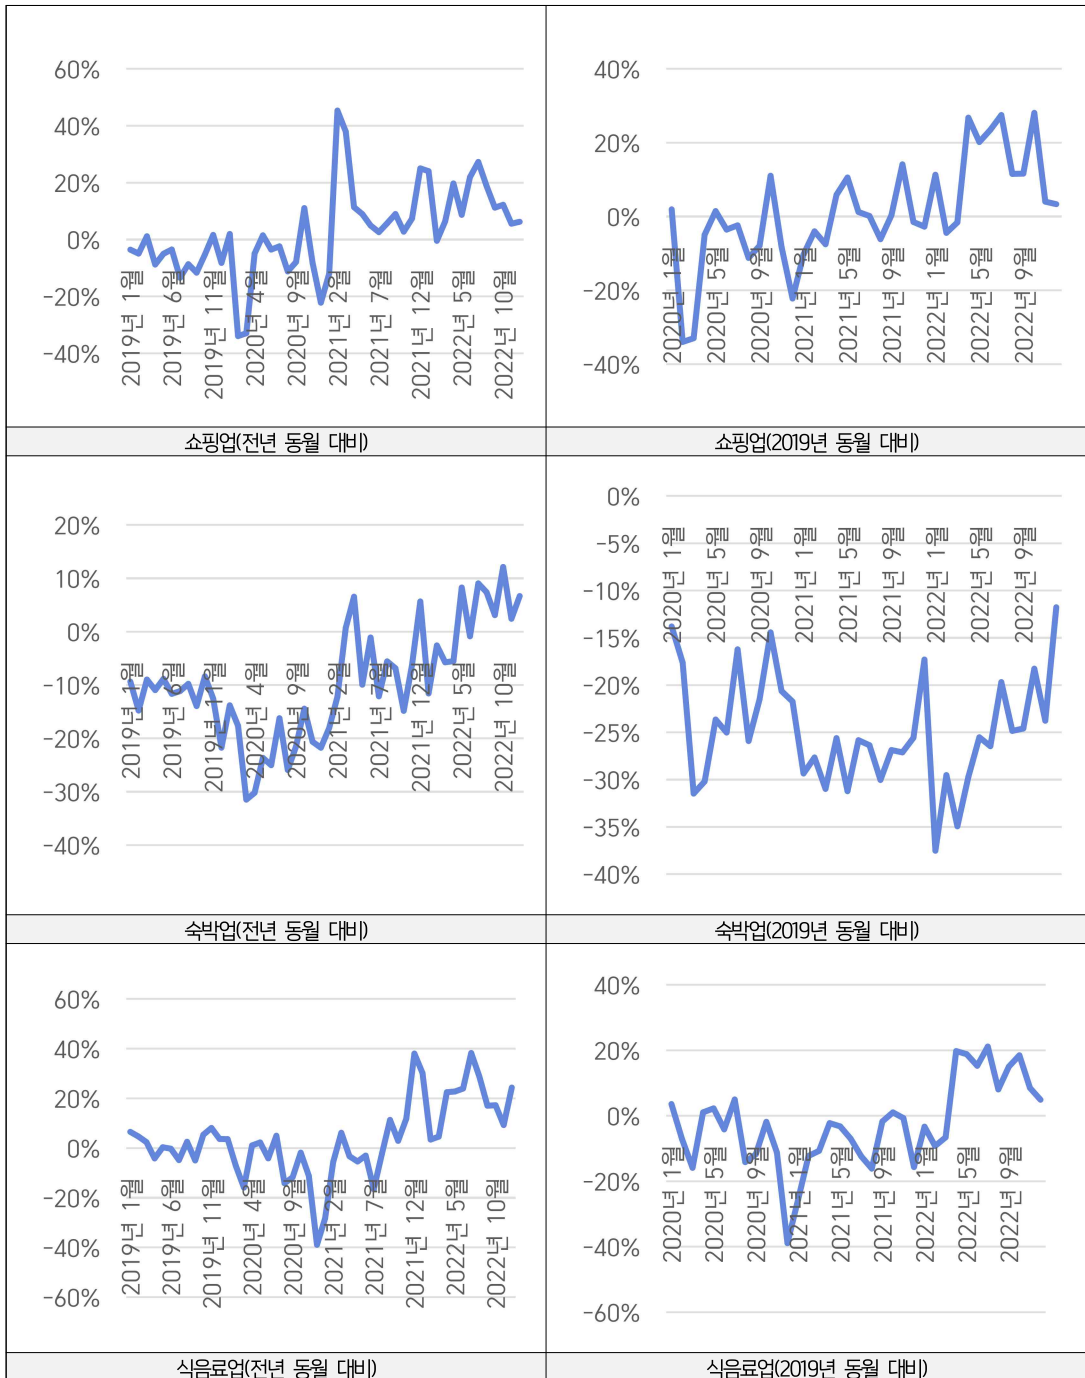 60%
40%
20%
0%
-20%
-40%
2019년 1월
2019년 6월
2019년 11월
2020년 4월
2020년 9월
2021년 2월
2021년 7월
2021년 12월
2022년 5월
2022년 10월
쇼핑업(전년 동월 대비)
40%
20%
0%
-20%
-40%
2020년 1월
2020년 5월
2020년 9월
2021년 1월
2021년 5월
2021년 9월
2022년 1월
2022년 5월
2022년 9월
쇼핑업(2019년 동월 대비)
20%
10%
0%
-10%
-20%
-30%
-40%
2019년 1월
2019년 6월
2019년 11월
2020년 4월
2020년 9월
2021년 2월
2021년 7월
2021년 12월
2022년 5월
2022년 10월
숙박업(전년 동월 대비)
0%
-5%
-10%
-15%
-20%
-25%
-30%
-35%
-40%
2020년 1월
2020년 5월
2020년 9월
2021년 1월
2021년 5월
2021년 9월
2022년 1월
2022년 5월
2022년 9월
숙박업(2019년 동월 대비)
60%
40%
20%
0%
-20%
-40%
-60%
2019년 1월
2019년 6월
2019년 11월
2020년 4월
2020년 9월
2021년 2월
2021년 7월
2021년 12월
2022년 5월
2022년 10월
식음료업(전년 동월 대비)
40%
20%
0%
-20%
-40%
-60%
2020년 1월
2020년 5월
2020년 9월
2021년 1월
2021년 5월
2021년 9월
2022년 1월
2022년 5월
2022년 9월
식음료업(2019년 동월 대비)